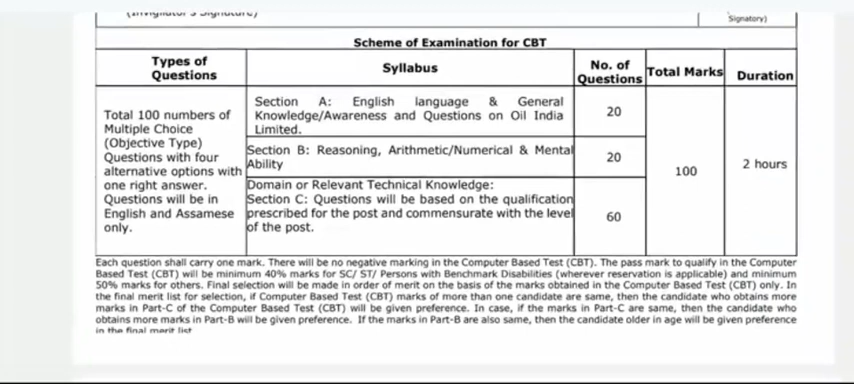 (Invigilator's Signature)
Signatory)
Scheme of Examination for CBT
Types of
Questions
Syllabus
No. of
Questions
Total Marks
Duration
Total 100 numbers of
Multiple Choice
(Objective Type)
Questions with four
alternative options with
one right answer.
Questions will be in
English and Assamese
only.
Section A: English language & General
Knowledge/Awareness and Questions on Oil India
Limited.
20
Section B: Reasoning, Arithmetic/Numerical & Mental
Ability
20
Domain or Relevant Technical Knowledge:
Section C: Questions will be based on the qualification
prescribed for the post and commensurate with the level
of the post.
60
100
2 hours
Each question shall carry one mark. There will be no negative marking in the Computer Based Test (CBT). The pass mark to qualify in the Computer
Based Test (CBT) will be minimum 40% marks for SC/ ST/ Persons with Benchmark Disabilities (wherever reservation is applicable) and minimum
50% marks for others. Final selection will be made in order of merit on the basis of the marks obtained in the Computer Based Test (CBT) only. In
the final merit list for selection, if Computer Based Test (CBT) marks of more than one candidate are same, then the candidate who obtains more
marks in Part-C of the Computer Based Test (CBT) will be given preference. In case, if the marks in Part-C are same, then the candidate who
obtains more marks in Part-B will be given preference. If the marks in Part-B are also same, then the candidate older in age will be given preference
in the final merit list